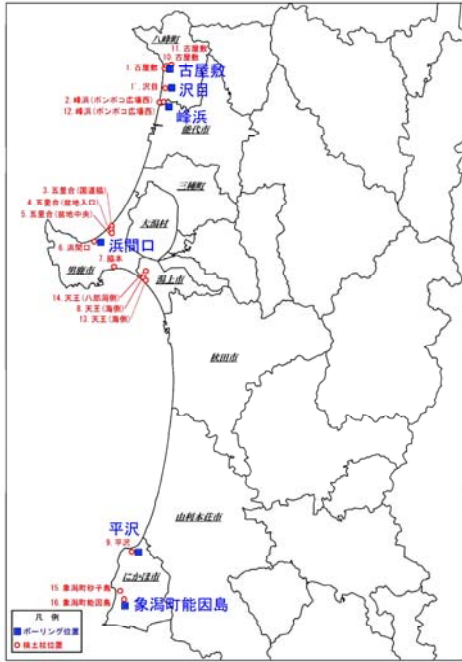 八峰町
11. 古屋敷
10. 古屋敷
1. 古屋敷
古屋敷
1'. 沢目
沢目
2. 峰浜(ポンポコ広場西)
12. 峰浜(ポンポコ広場西)
峰浜
能代市
三種町
3. 五里合(国道脇)
4. 五里合(盆地入口)
5. 五里合(盆地中央)
大潟村
6. 浜間口
浜間口
7. 脇本
男鹿市
潟上市
14. 天王(八郎潟側)
8. 天王(海側)
13. 天王(海側)
秋田市
由利本荘市
平沢
9. 平沢
にかほ市
15. 象潟町砂子島
16. 象潟町能因島
象潟町能因島
凡 例
ボーリング位置
検土杖位置